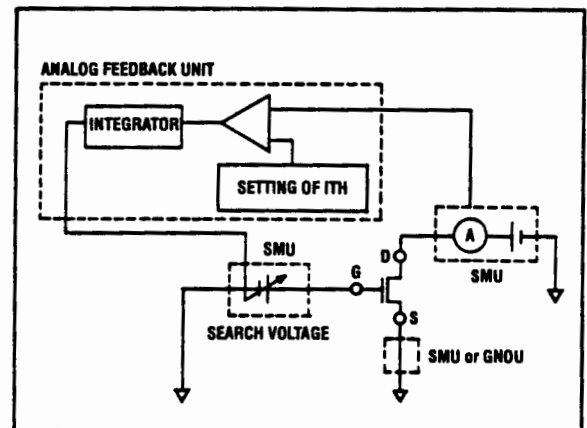 ANALOG FEEDBACK UNIT
INTEGRATOR
SETTING OF ITH
SMU
G
D
A
SMU
SEARCH VOLTAGE
S
SMU or GNOU